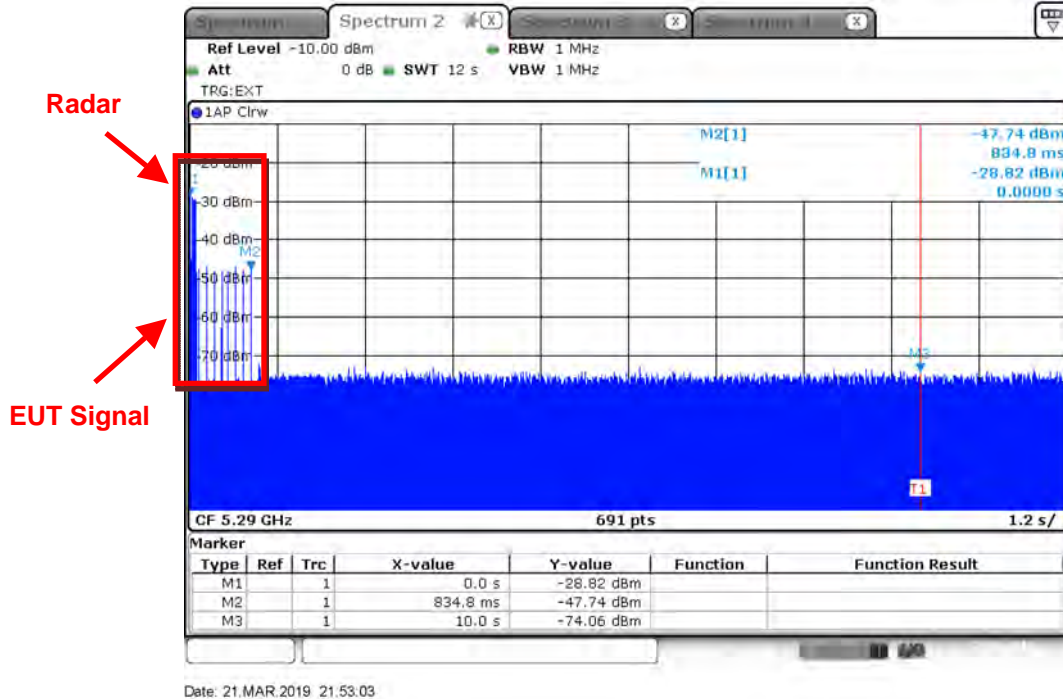 Spectrum 2
Ref Level -10.00 dBm RBW 1 MHz
Att 0 dB SWT 12 s VBW 1 MHz
TRG:EXT
1AP Clrw
M2[1] -47.74 dBm
834.8 ms
M1[1] -28.82 dBm
0.0000 s
Radar
-20 dBm
-30 dBm
-40 dBm
M2
-50 dBm
-60 dBm
-70 dBm
M3
EUT Signal
T1
CF 5.29 GHz 691 pts 1.2 s/
Marker
Type Ref Trc X-value Y-value Function Function Result
M1 1 0.0 s -28.82 dBm
M2 1 834.8 ms -47.74 dBm
M3 1 10.0 s -74.06 dBm
Date: 21.MAR.2019 21:53:03